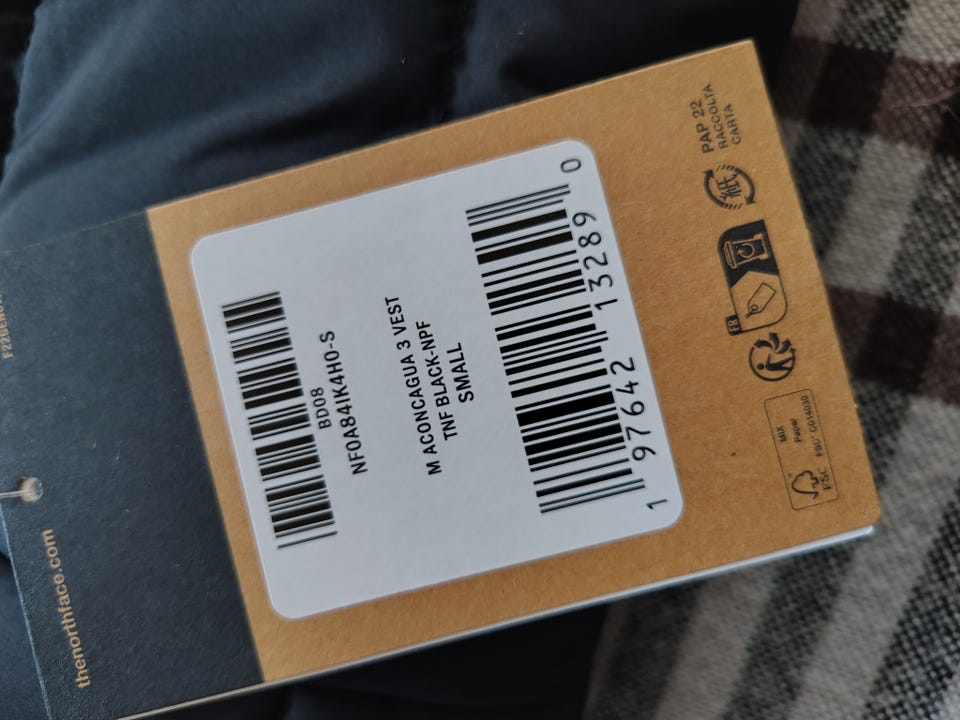 thenorthface.com
BD08
NF0A84IK4H0-S
M ACONCAGUA 3 VEST
TNF BLACK-NPF
SMALL
1 97642 13289 0
MIX
Paper
FSC® C014030
FSC
FR
紙
PAP 22
RACCOLTA
CARTA